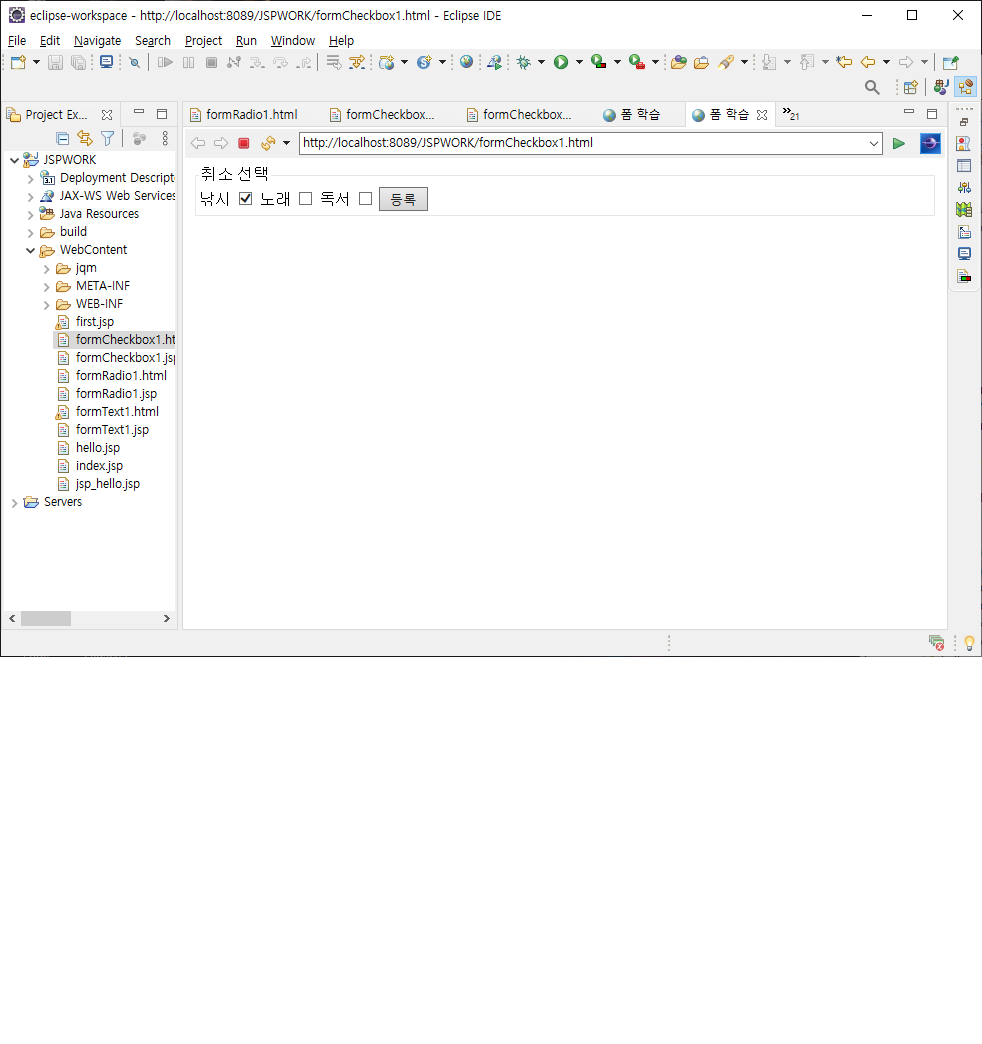 eclipse-workspace - http://localhost:8089/JSPWORK/formCheckbox1.html - Eclipse IDE
File Edit Navigate Search Project Run Window Help
Project Ex...
formRadio1.html formCheckbox... formCheckbox... 폼 학습 폼 학습 »21
http://localhost:8089/JSPWORK/formCheckbox1.html
JSPWORK
Deployment Descript
JAX-WS Web Services
Java Resources
build
WebContent
jqm
META-INF
WEB-INF
first.jsp
formCheckbox1.ht
formCheckbox1.jsp
formRadio1.html
formRadio1.jsp
formText1.html
formText1.jsp
hello.jsp
index.jsp
jsp_hello.jsp
Servers
취소 선택
낚시 노래 독서 등록